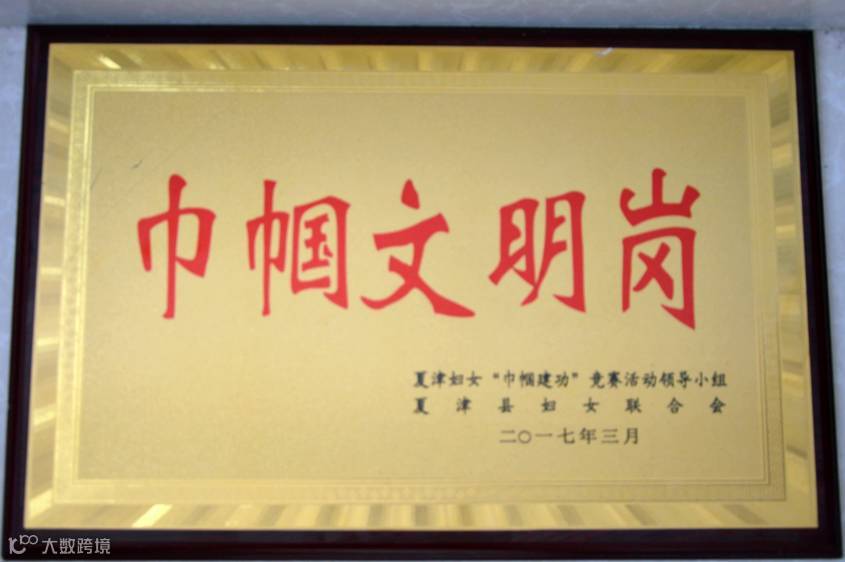 巾帼文明岗
夏津妇女“巾帼建功”竞赛活动领导小组
夏津县妇女联合会
二〇一七年三月
大数跨境